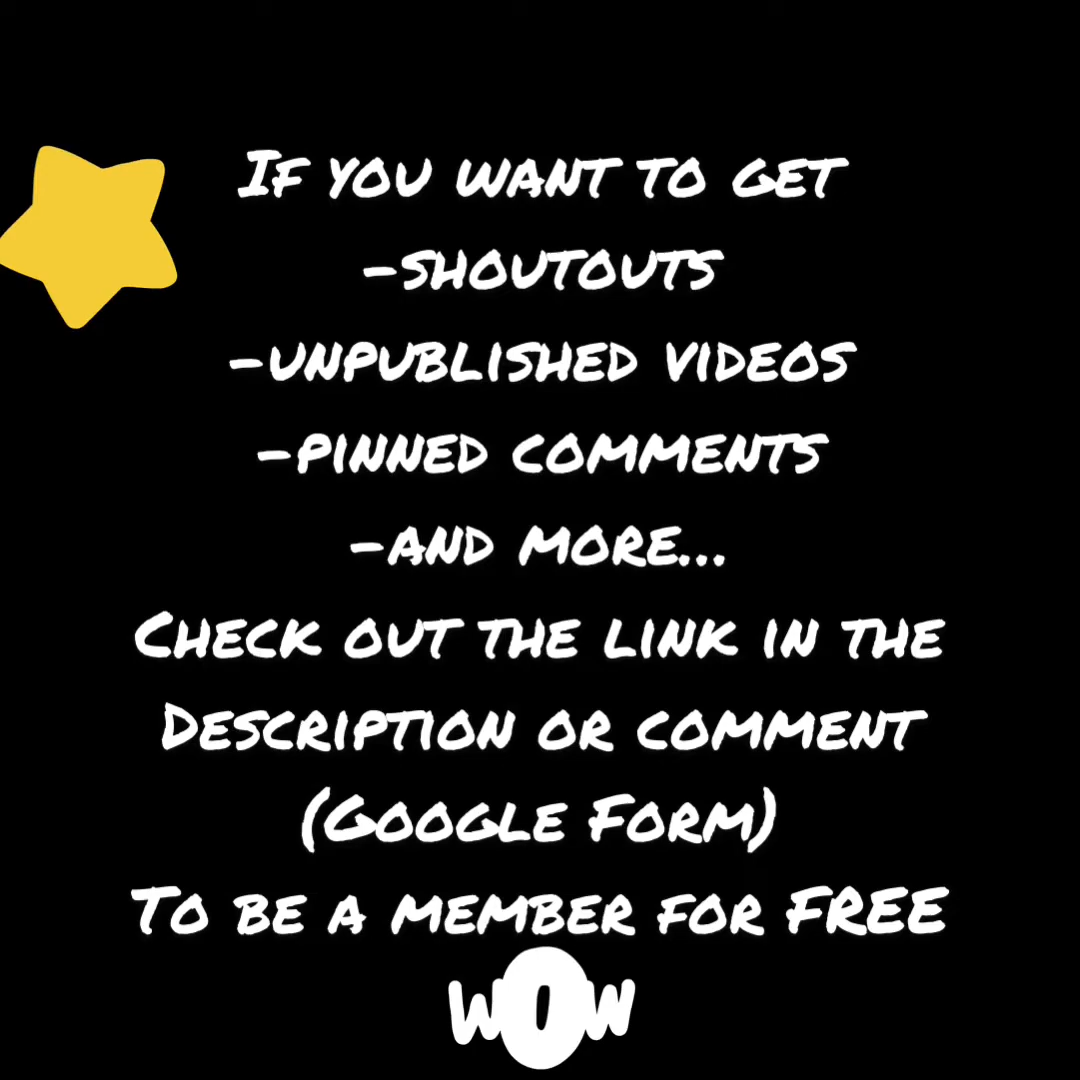 If you want to get
-shoutouts
-unpublished videos
-pinned comments
-and more...
Check out the link in the
Description or comment
(Google Form)
To be a member for FREE
WOW